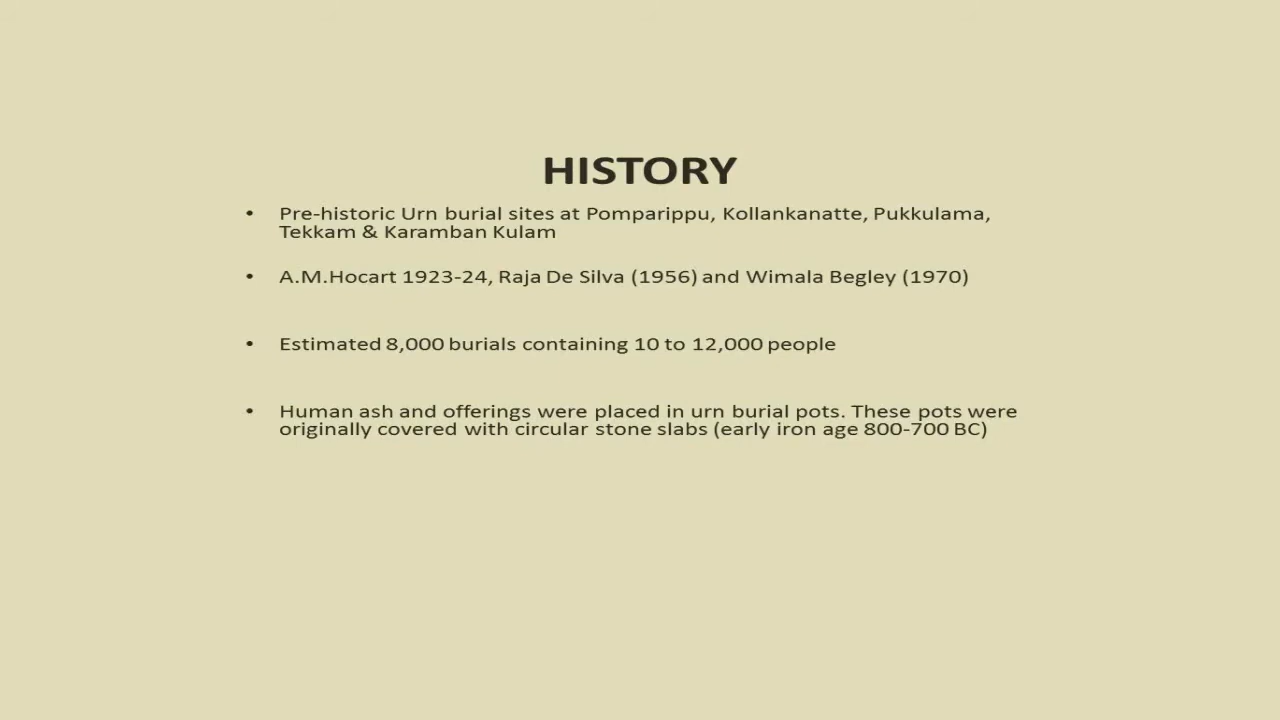 HISTORY
• Pre-historic Urn burial sites at Pomparippu, Kollankanatte, Pukkulama,
Tekkam & Karamban Kulam
• A.M.Hocart 1923-24, Raja De Silva (1956) and Wimala Begley (1970)
• Estimated 8,000 burials containing 10 to 12,000 people
• Human ash and offerings were placed in urn burial pots. These pots were
originally covered with circular stone slabs (early iron age 800-700 BC)